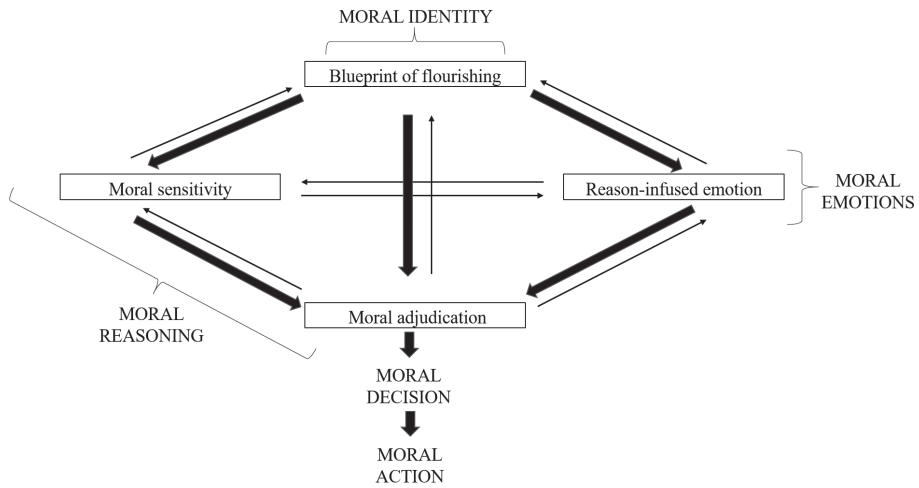 MORAL IDENTITY
Blueprint of flourishing
Moral sensitivity
Reason-infused emotion
MORAL
EMOTIONS
MORAL
REASONING
Moral adjudication
MORAL
DECISION
MORAL
ACTION